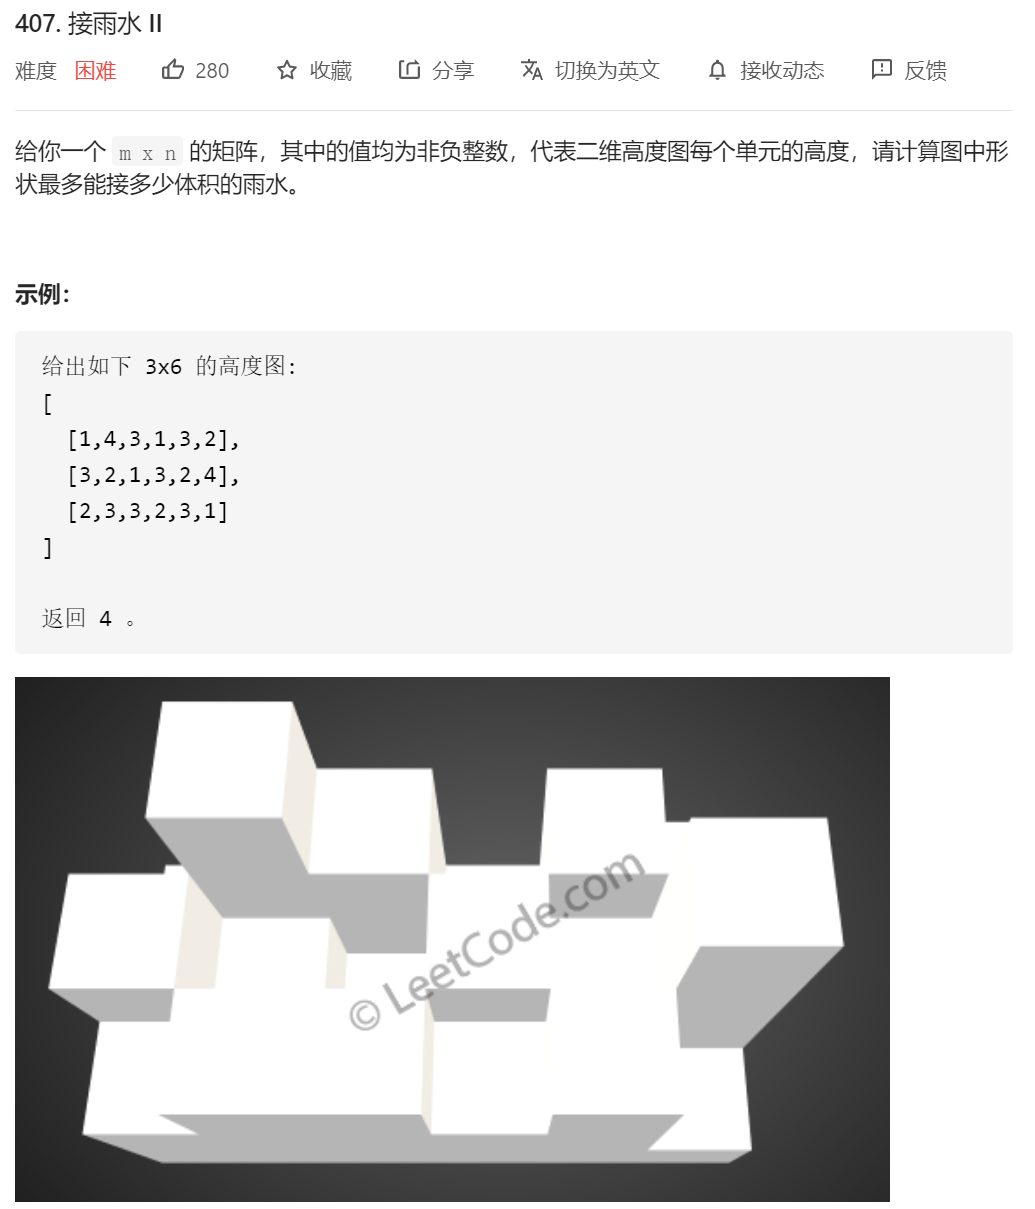 407. 接雨水 II
难度 困难 280 收藏 分享 切换为英文 接收动态 反馈
给你一个 m x n 的矩阵，其中的值均为非负整数，代表二维高度图每个单元的高度，请计算图中形
状最多能接多少体积的雨水。
示例：
给出如下 3x6 的高度图:
[
[1,4,3,1,3,2],
[3,2,1,3,2,4],
[2,3,3,2,3,1]
]
返回 4 。
© LeetCode.com